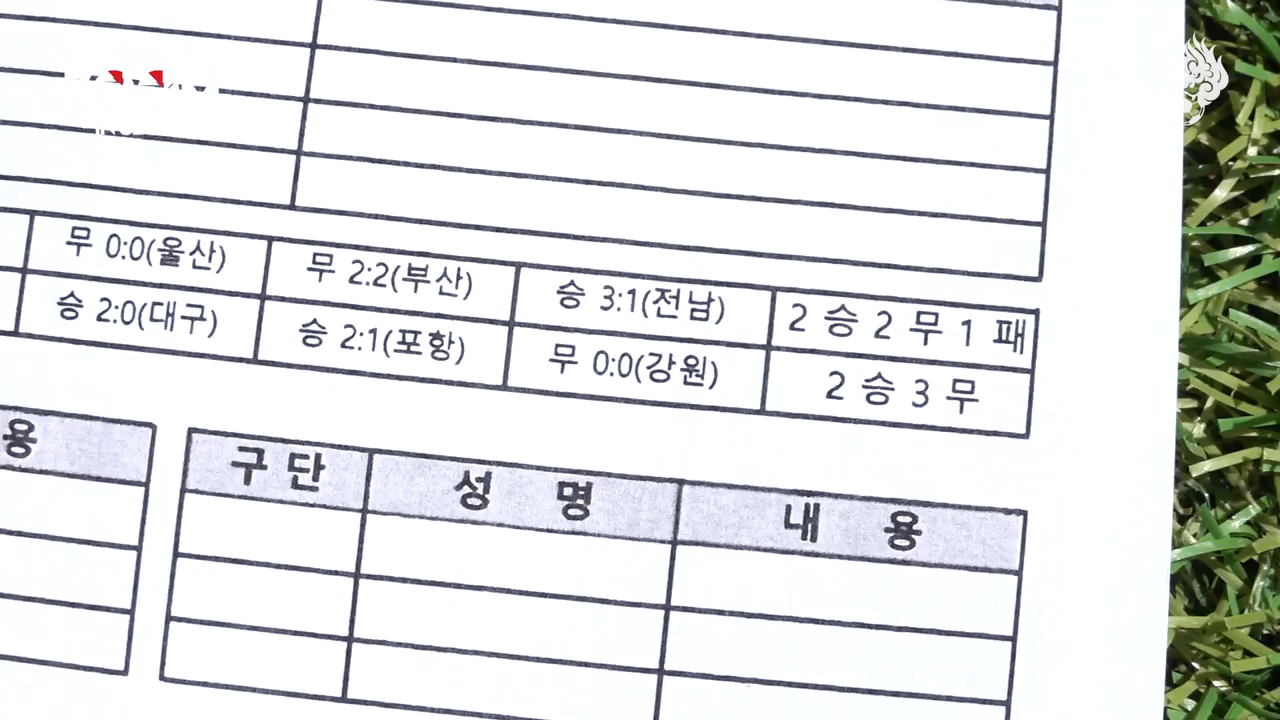 무 0:0(울산) 무 2:2(부산) 승 3:1(전남) 2 승 2 무 1 패
승 2:0(대구) 승 2:1(포항) 무 0:0(강원) 2 승 3 무
용 구 단 성 명 내 용